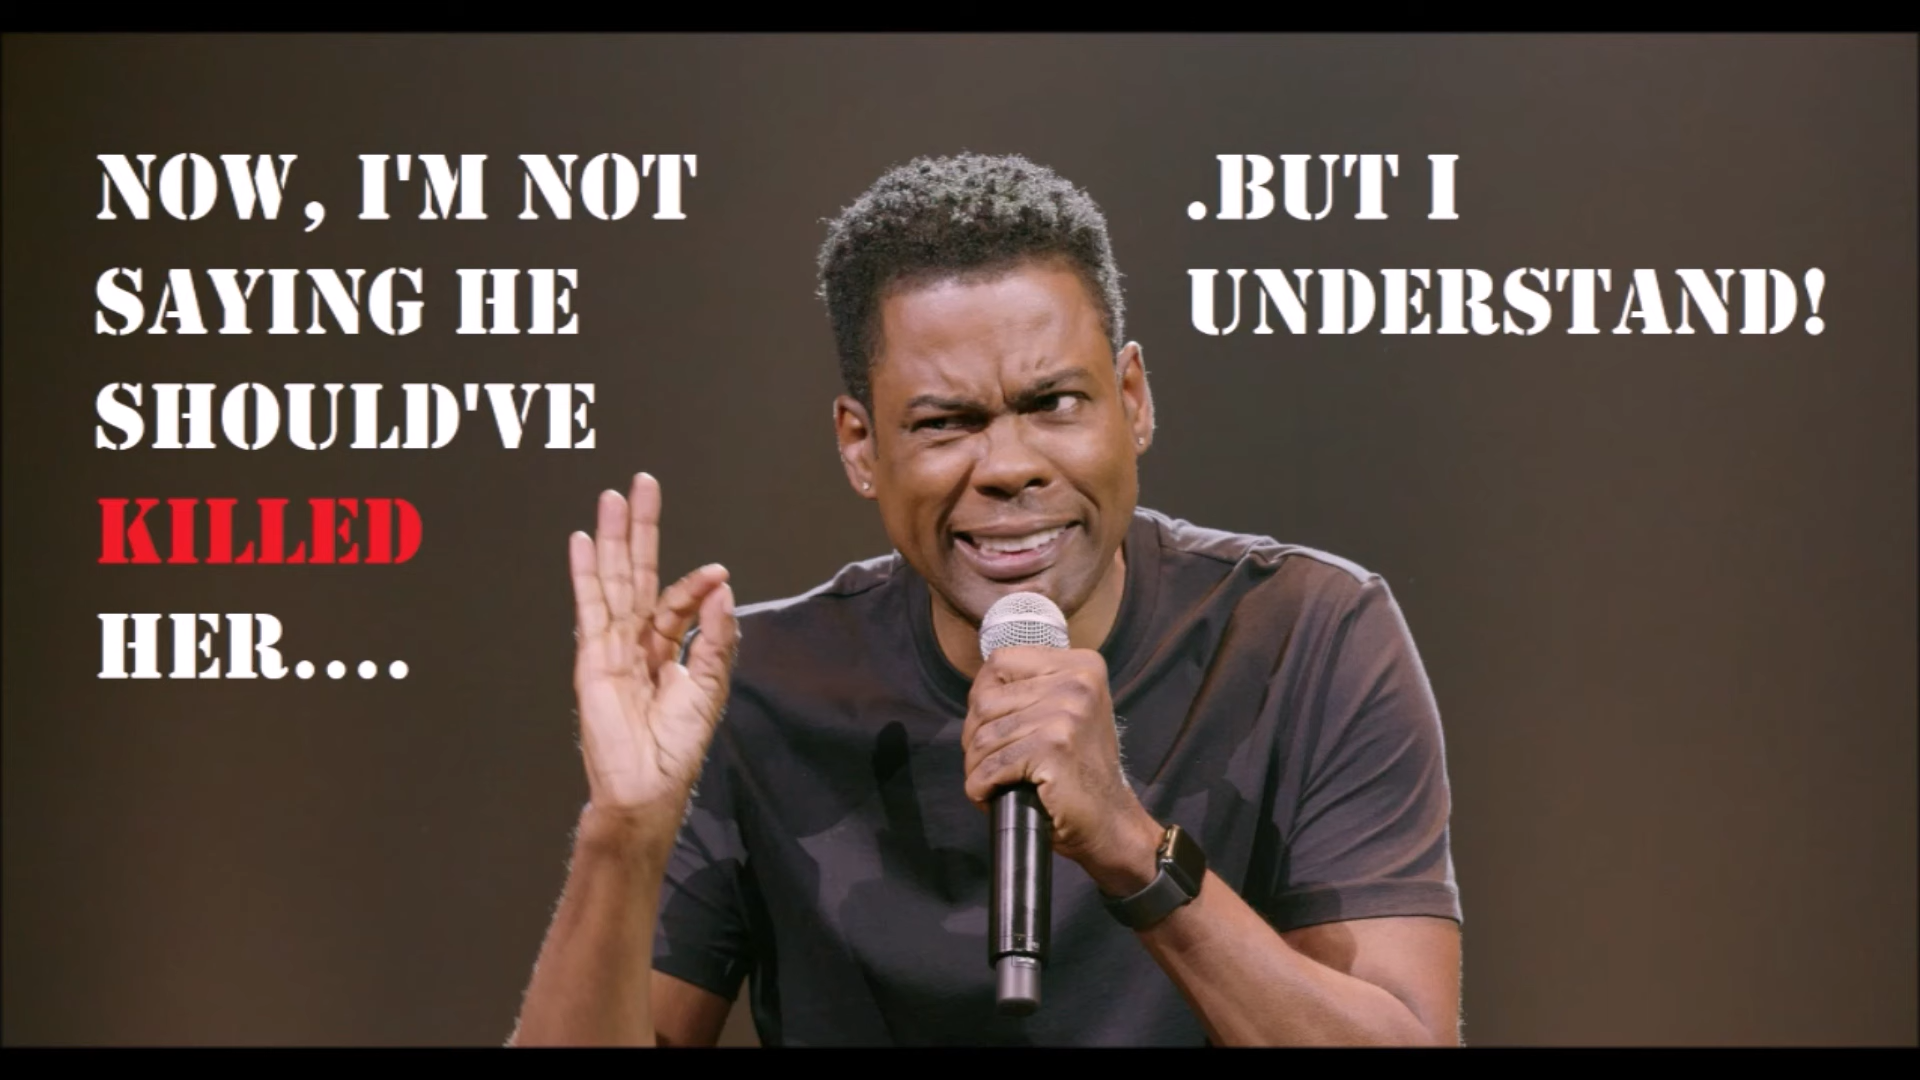 NOW, I'M NOT
SAYING HE
SHOULD'VE
KILLED
HER....
.BUT I
UNDERSTAND!